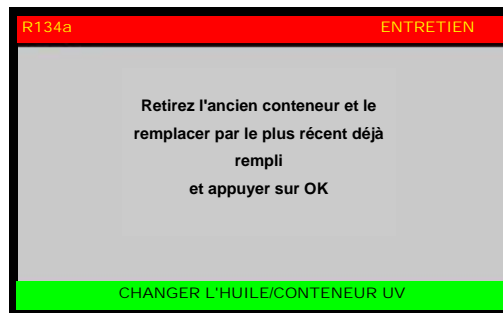 R134a ENTRETIEN
Retirez l'ancien conteneur et le
remplacer par le plus récent déjà
rempli
et appuyer sur OK
CHANGER L'HUILE/CONTENEUR UV